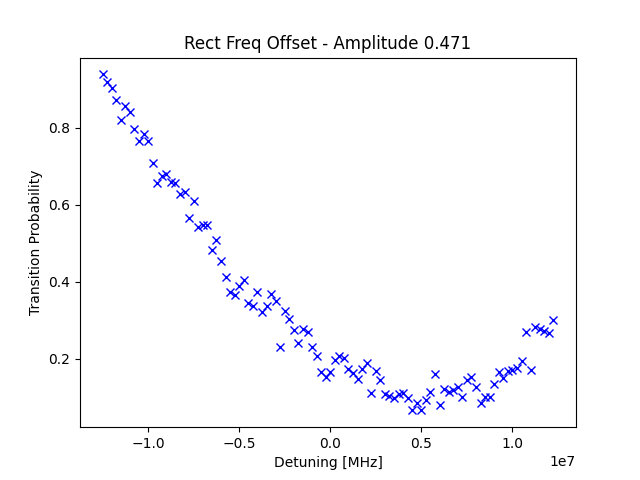 Rect Freq Offset - Amplitude 0.471
Transition Probability
0.8
0.6
0.4
0.2
−1.0
−0.5
0.0
0.5
1.0
1e7
Detuning [MHz]